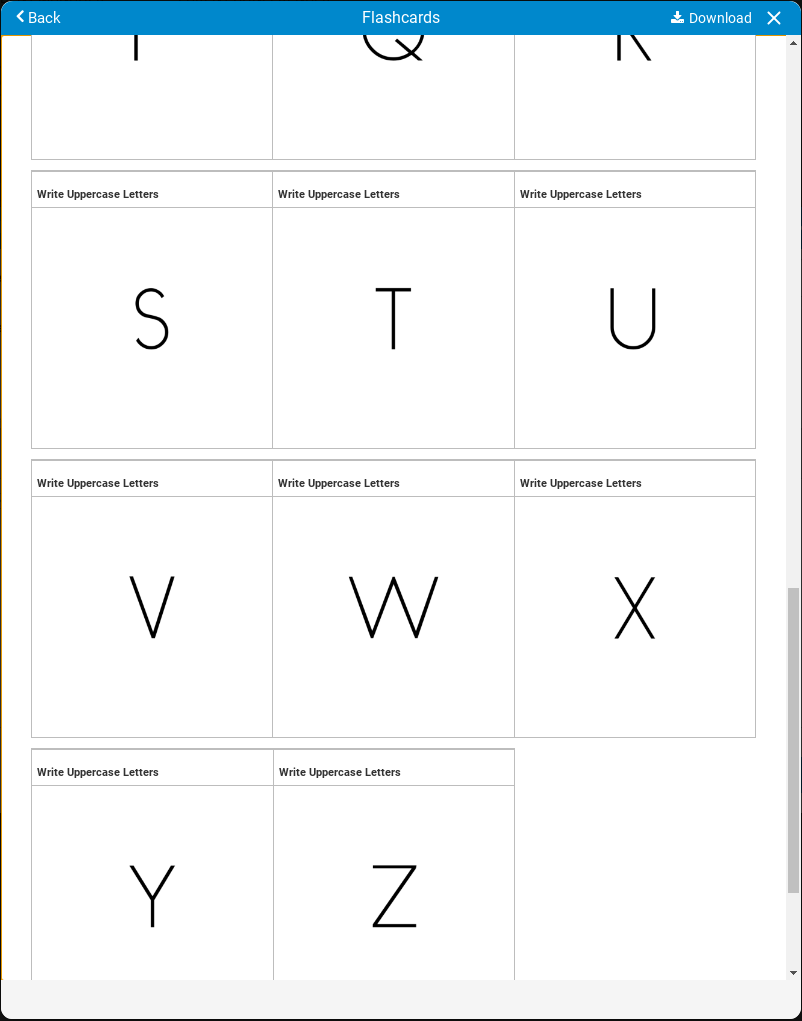 Back Flashcards Download
Q R
Write Uppercase Letters Write Uppercase Letters Write Uppercase Letters
S T U
Write Uppercase Letters Write Uppercase Letters Write Uppercase Letters
V W X
Write Uppercase Letters Write Uppercase Letters
Y Z